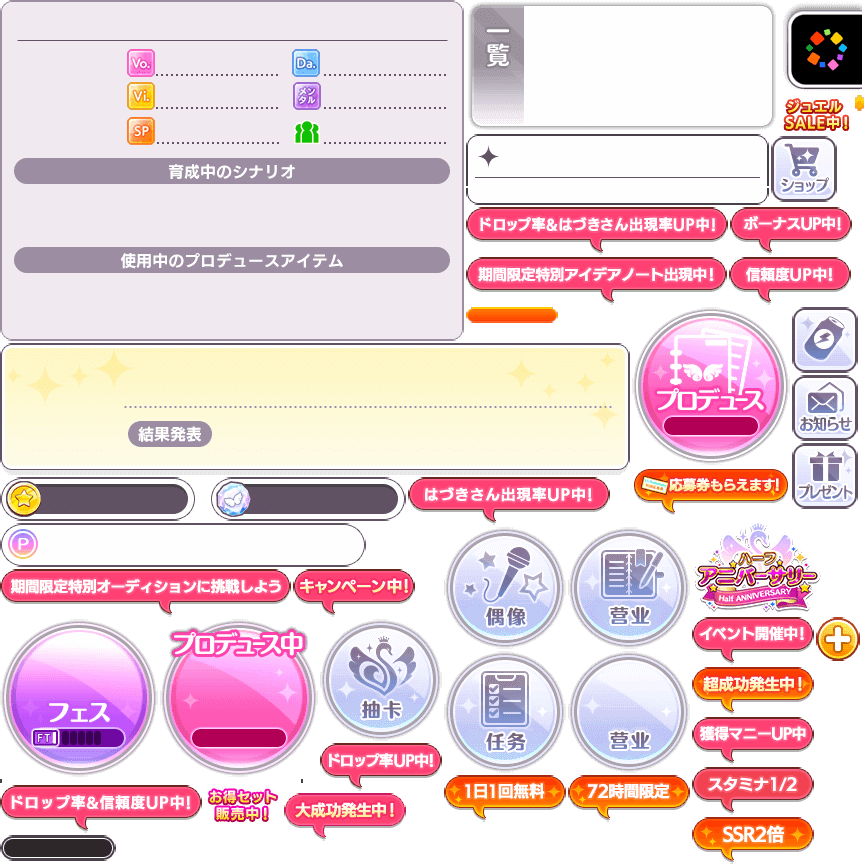 Vo.
Da.
Vi.
メンタル
SP
育成中のシナリオ
使用中のプロデュースアイテム
一覧
ジュエル
SALE中！
ショップ
ドロップ率&はづきさん出現率UP中！
ボーナスUP中！
期間限定特別アイデアノート出現中！
信頼度UP中！
結果発表
プロデュース
お知らせ
プレゼント
はづきさん出現率UP中！
応募券もらえます！
P
期間限定特別オーディションに挑戦しよう
キャンペーン中！
偶像
营业
ハーフ
アニバーサリー
Half ANNIVERSARY
イベント開催中！
フェス
FT
プロデュース中
抽卡
任务
营业
超成功発生中！
獲得マニーUP中
ドロップ率UP中！
スタミナ1/2
ドロップ率&信頼度UP中！
お得セット
販売中！
大成功発生中！
1日1回無料
72時間限定
SSR2倍